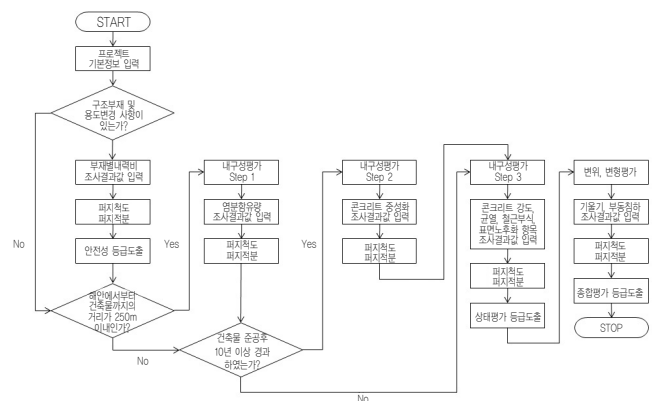 START
프로젝트
기본정보 입력
구조부재 및
용도변경 사항이
있는가?
부재별내력비
조사결과값 입력
퍼지척도
퍼지적분
안전성 등급도출
No
해안에서부터
건축물까지의
거리가 250m
이내인가?
Yes
No
내구성평가
Step 1
염분함유량
조사결과값 입력
퍼지척도
퍼지적분
건축물 준공후
10년 이상 경과
하였는가?
Yes
No
내구성평가
Step 2
콘크리트 중성화
조사결과값 입력
퍼지척도
퍼지적분
내구성평가
Step 3
콘크리트 강도,
균열, 철근부식,
표면노후화 항목
조사결과값 입력
퍼지척도
퍼지적분
상태평가 등급도출
변위, 변형평가
기울기, 부동침하
조사결과값 입력
퍼지척도
퍼지적분
종합평가 등급도출
STOP